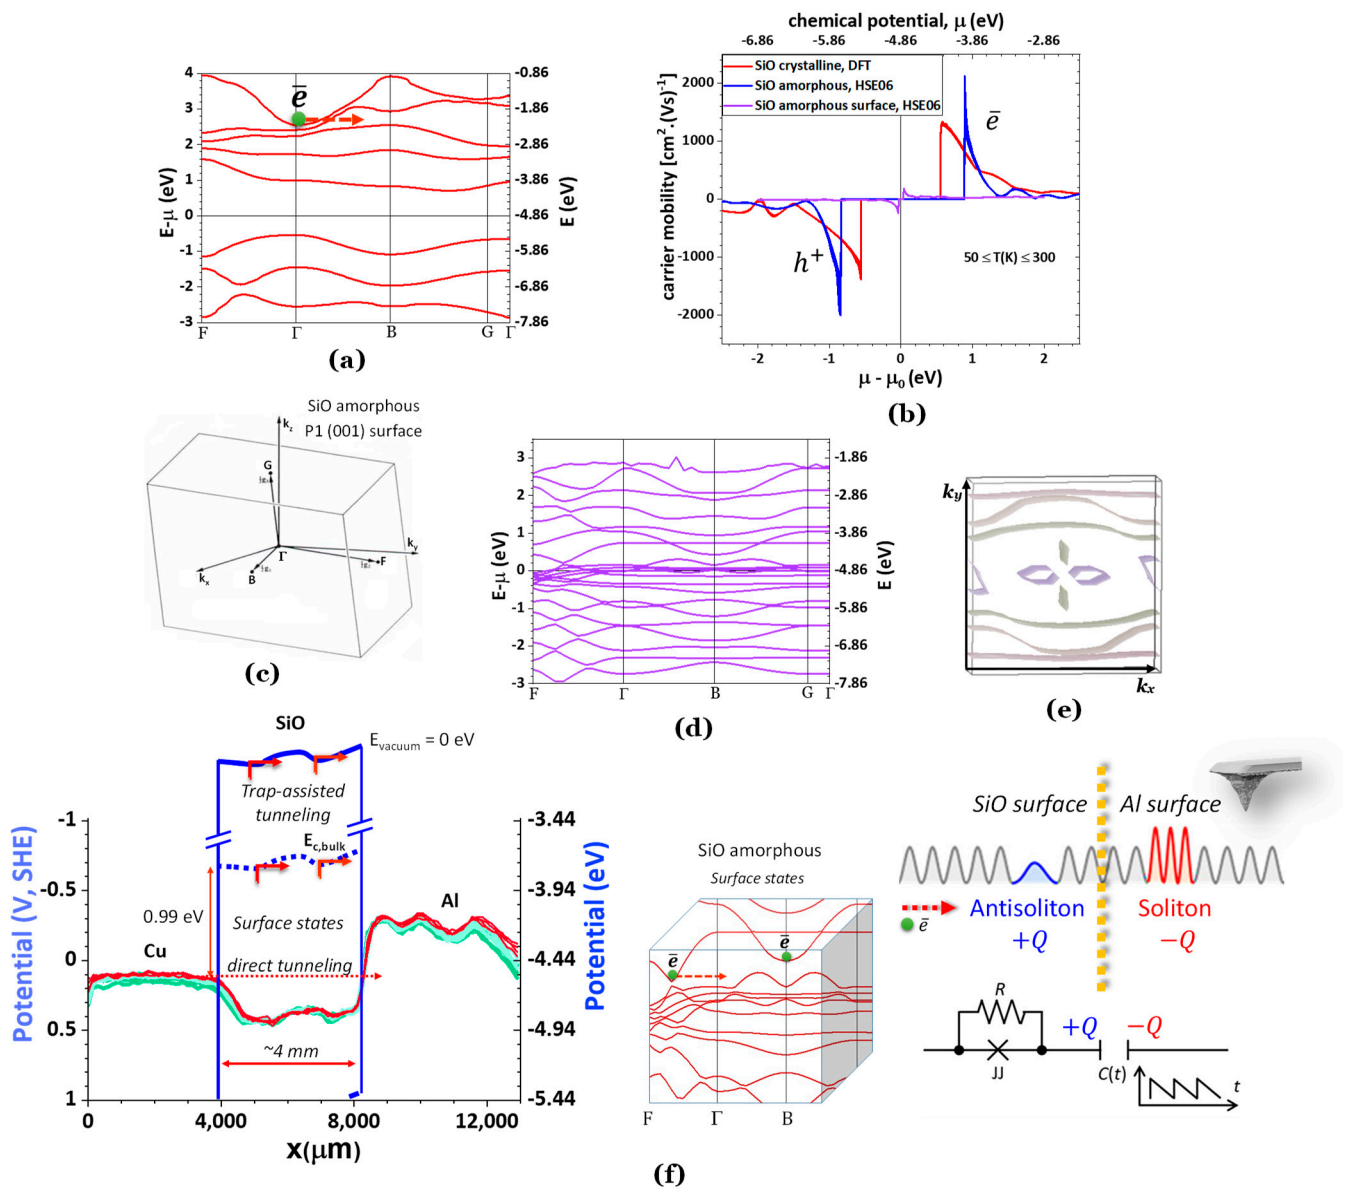 4
3
2
1
0
-1
-2
-3
E-μ (eV)
e̅
-0.86
-1.86
-2.86
-3.86
-4.86
-5.86
-6.86
-7.86
E (eV)
F Γ B G Γ
(a)
chemical potential, μ (eV)
-6.86 -5.86 -4.86 -3.86 -2.86
SiO crystalline, DFT
SiO amorphous, HSE06
SiO amorphous surface, HSE06
carrier mobility [cm².(Vs)⁻¹
2000
1000
0
-1000
-2000
e̅
h⁺
50 ≤T(K) ≤300
-2 -1 0 1 2
μ - μ₀ (eV)
(b)
SiO amorphous
P1 (001) surface
k_z
G
Γ
k_y
F
k_x
B
(c)
3
2
1
0
-1
-2
-3
E-μ (eV)
-1.86
-2.86
-3.86
-4.86
-5.86
-6.86
-7.86
E (eV)
F Γ B G Γ
(d)
k_y
k_x
(e)
SiO
E_vacuum = 0 eV
Trap-assisted
tunneling
E_c,bulk
Potential (V, SHE)
-1
-0.5
0
0.5
1
0.99 eV
Surface states
Cu
Al
direct tunneling
~4 mm
-3.44
-3.94
-4.44
-4.94
-5.44
Potential (eV)
0 4,000 8,000 12,000
x(μm)
SiO amorphous
Surface states
e̅
e̅
F Γ B
SiO surface Al surface
Antisoliton Soliton
e̅
+Q −Q
R
+Q −Q
JJ
C(t)
t
(f)